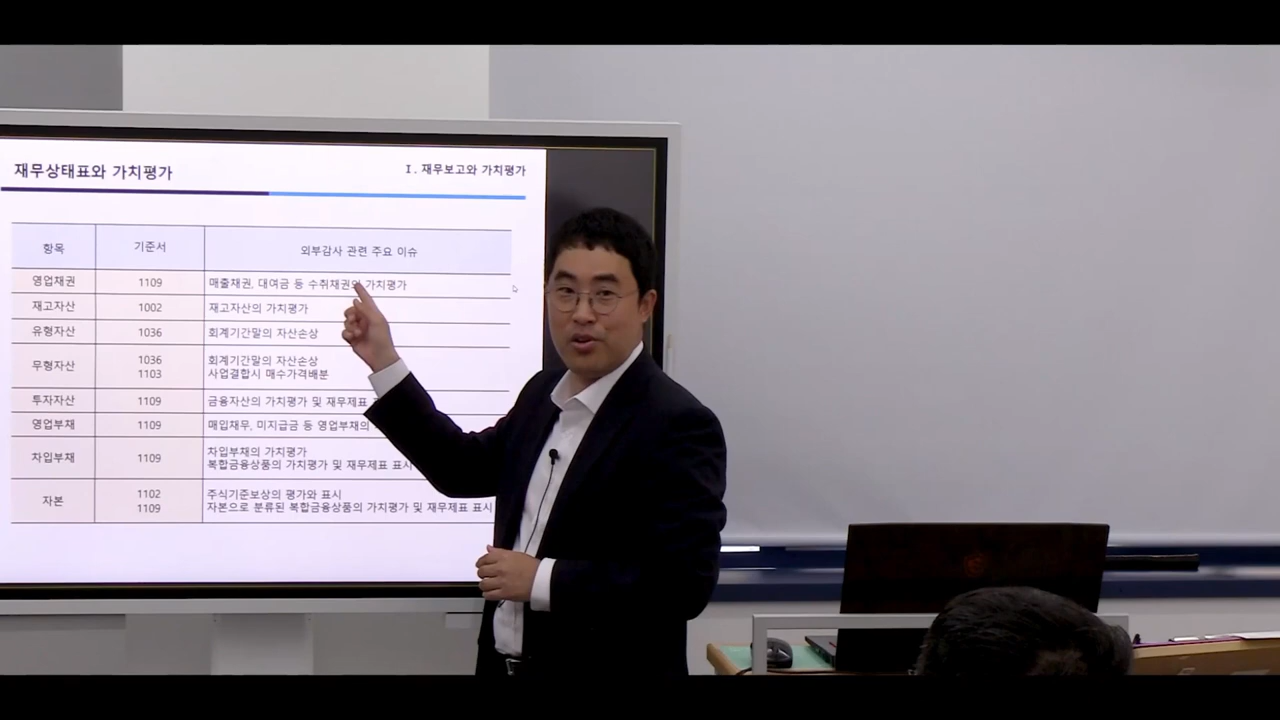 재무상태표와 가치평가
I. 재무보고와 가치평가
항목 기준서 외부감사 관련 주요 이슈
영업채권 1109 매출채권, 대여금 등 수취채권의 가치평가
재고자산 1002 재고자산의 가치평가
유형자산 1036 회계기간말의 자산손상
무형자산 1036 회계기간말의 자산손상
1103 사업결합시 매수가격배분
투자자산 1109 금융자산의 가치평가 및 재무제표
영업부채 1109 매입채무, 미지급금 등 영업부채의
차입부채 1109 차입부채의 가치평가
복합금융상품의 가치평가 및 재무제표 표시
자본 1102 주식기준보상의 평가와 표시
1109 자본으로 분류된 복합금융상품의 가치평가 및 재무제표 표시